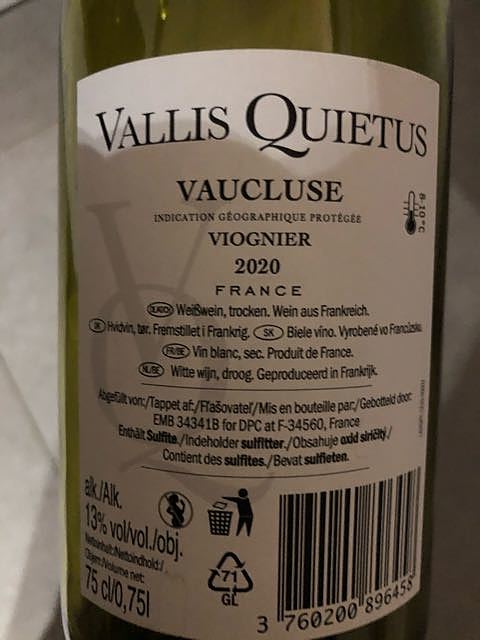 VALLIS QUIETUS
VAUCLUSE
INDICATION GÉOGRAPHIQUE PROTÉGÉE
VIOGNIER
2020
FRANCE
8-10°C
DE/AT/CH Weißwein, trocken. Wein aus Frankreich.
DK Hvidvin, tør. Fremstillet i Frankrig. SK Biele víno. Vyrobené vo Francúzsku
FR/BE Vin blanc, sec. Produit de France.
NL/BE Witte wijn, droog. Geproduceerd in Frankrijk.
Abgefüllt von:/Tappet af:/Fľašovateľ/Mis en bouteille par:/Gebotteld door:
EMB 34341B for DPC at F-34560, France
Enthält Sulfite./Indeholder sulfitter./Obsahuje oxid siričitý./
Contient des sulfites./Bevat sulfieten.
alk./Alk.
13% vol/vol./obj.
Nettoinhalt/Nettoindhold:/
Objem/Volume net:
75 cl/0,75l
71
GL
3 760200 896458